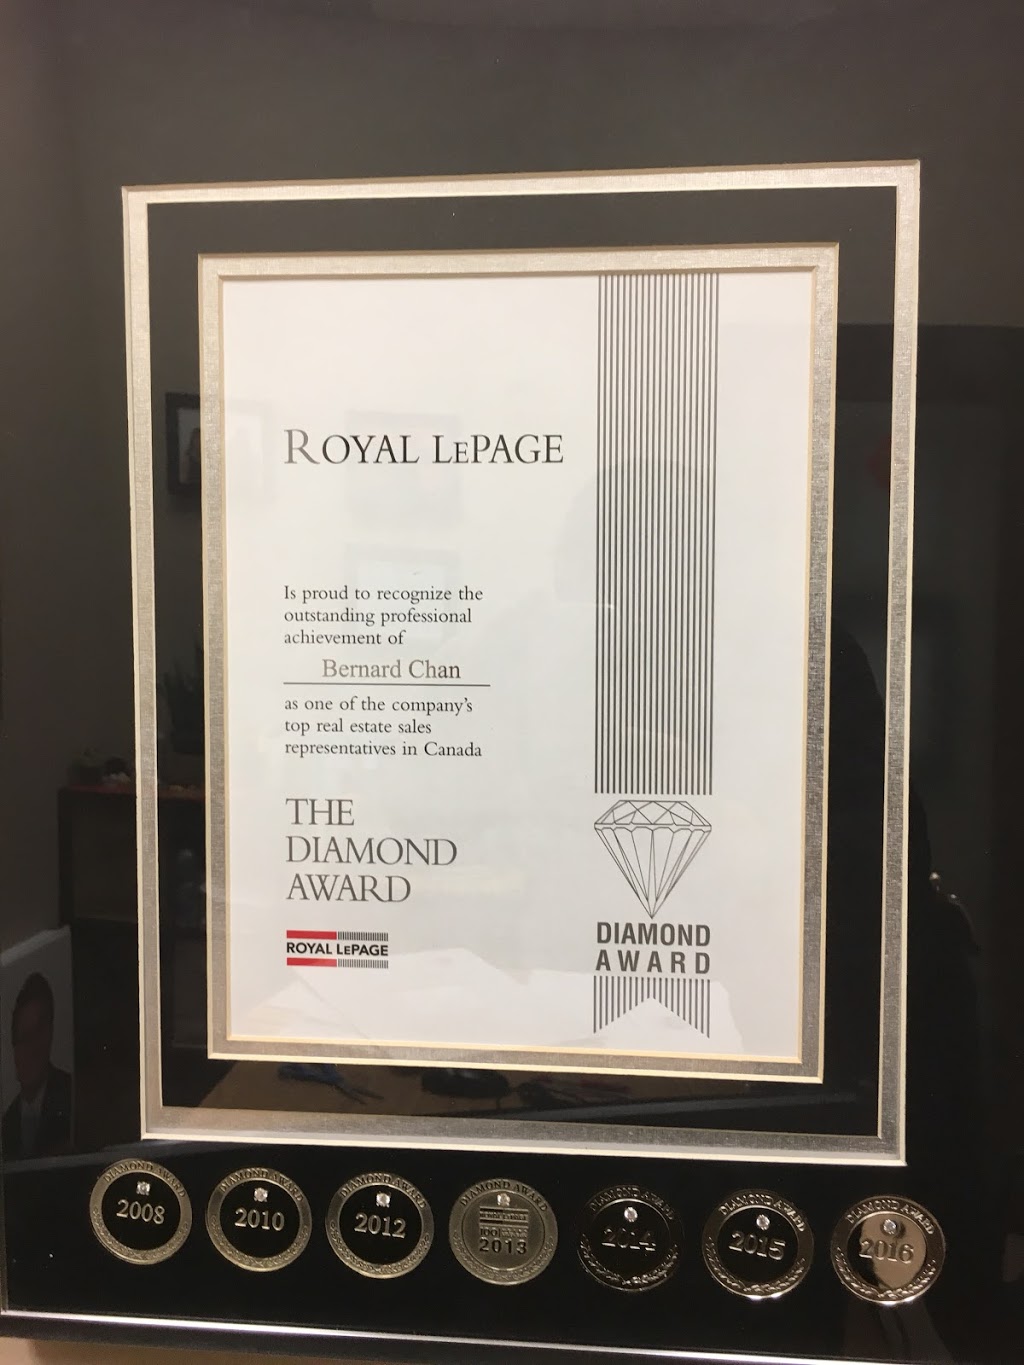 ROYAL LEPAGE
Is proud to recognize the
outstanding professional
achievement of
Bernard Chan
as one of the company's
top real estate sales
representatives in Canada
THE
DIAMOND
AWARD
ROYAL LEPAGE
DIAMOND
AWARD
DIAMOND AWARD
2008
DIAMOND AWARD
2010
DIAMOND AWARD
2012
DIAMOND AWARD
100
2013
DIAMOND AWARD
2014
DIAMOND AWARD
2015
DIAMOND AWARD
2016